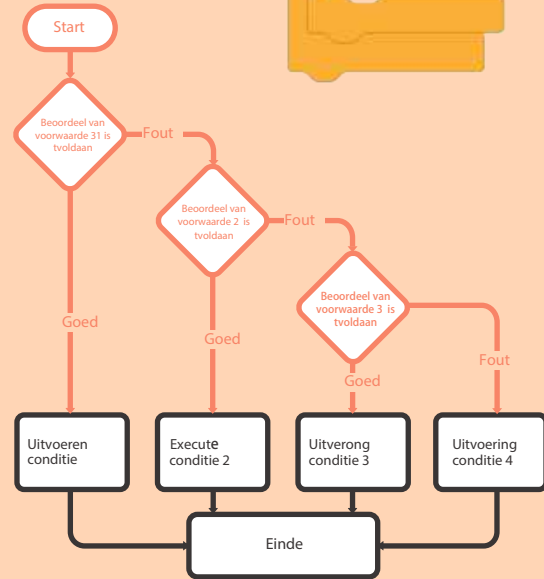 Start
Beoordeel van
voorwaarde 31 is
tvoldaan
Fout
Beoordeel van
voorwaarde 2 is
tvoldaan
Fout
Beoordeel van
voorwaarde 3 is
tvoldaan
Goed
Goed
Goed
Fout
Uitvoeren
conditie
Execute
conditie 2
Uitverong
conditie 3
Uitvoering
conditie 4
Einde